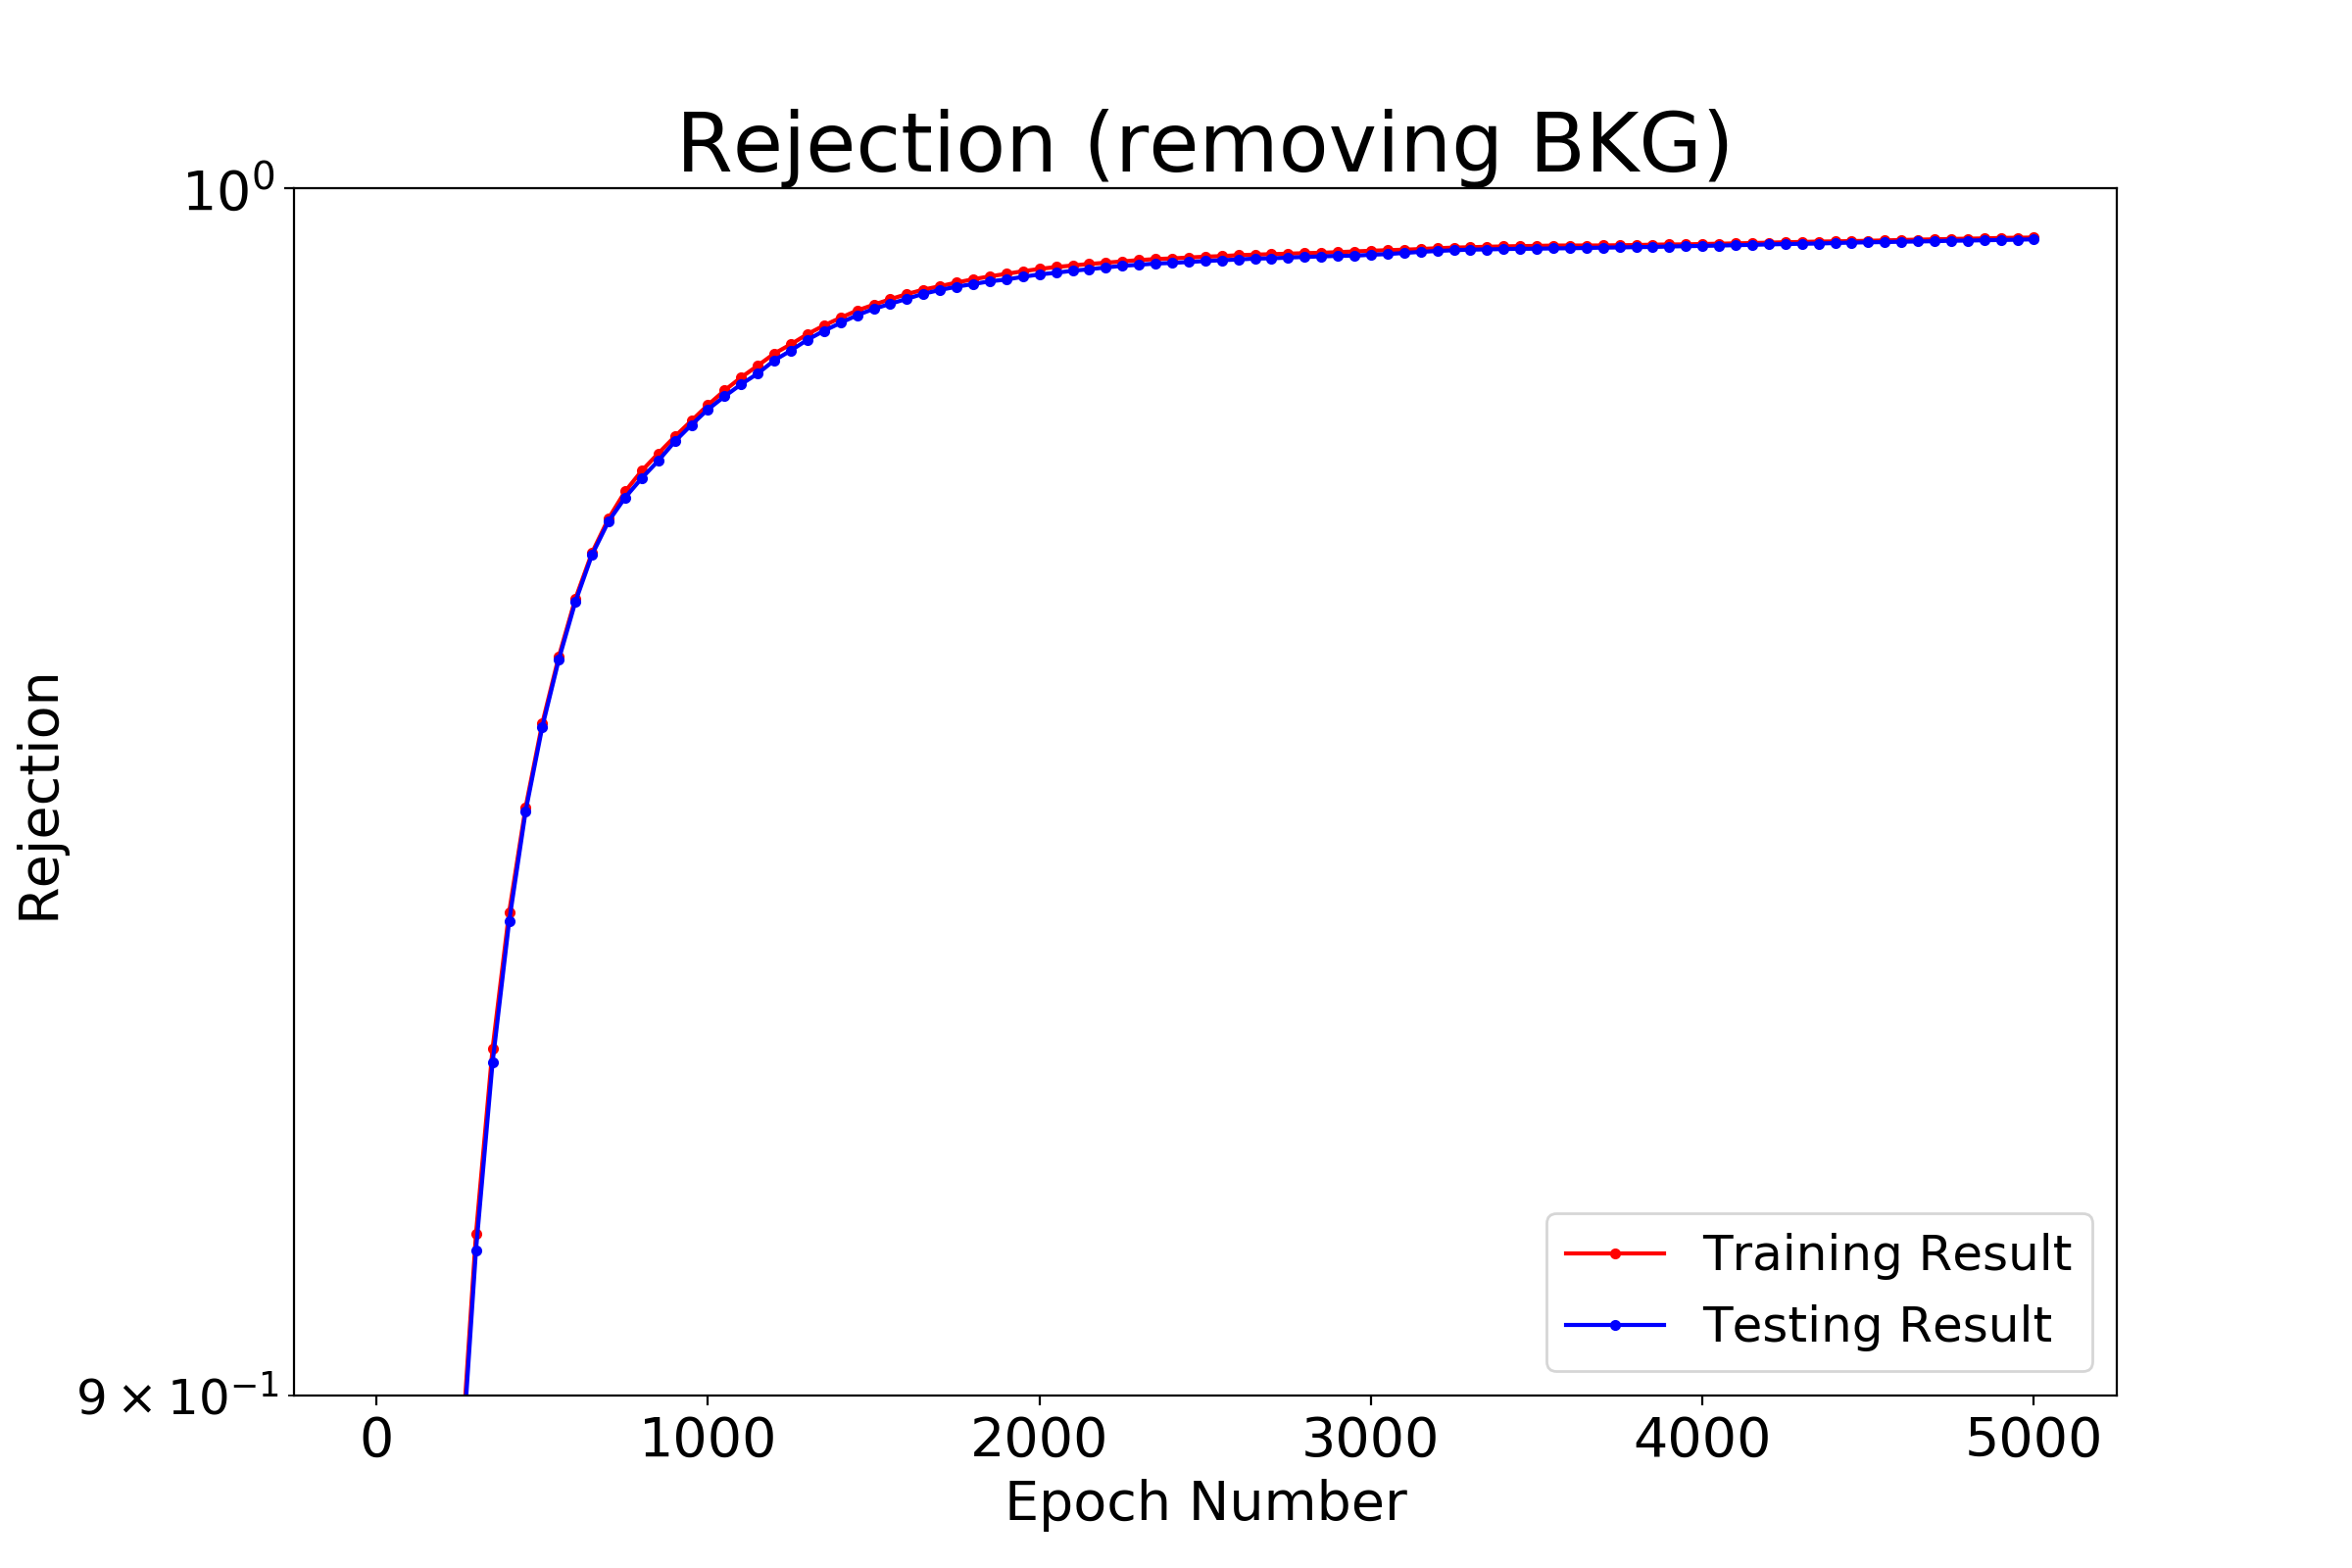 Rejection (removing BKG)
10⁰
Rejection
9 × 10⁻¹
Training Result
Testing Result
0 1000 2000 3000 4000 5000
Epoch Number